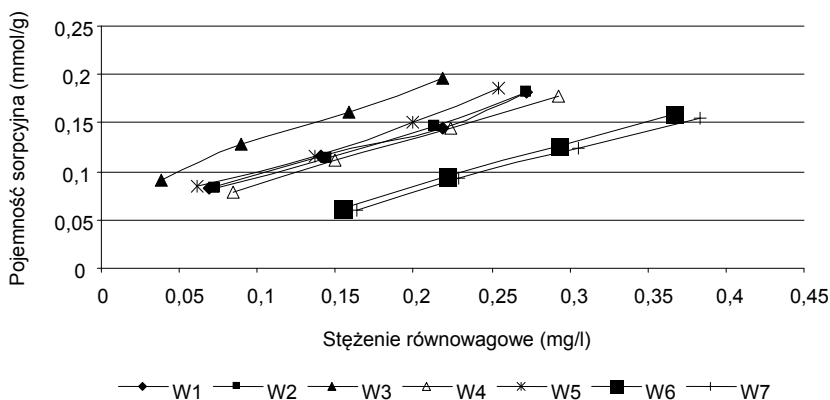 Pojemność sorpcyjna (mmol/g)
0,25
0,2
0,15
0,1
0,05
0
0 0,05 0,1 0,15 0,2 0,25 0,3 0,35 0,4 0,45
Stężenie równowagowe (mg/l)
W1 W2 W3 W4 W5 W6 W7